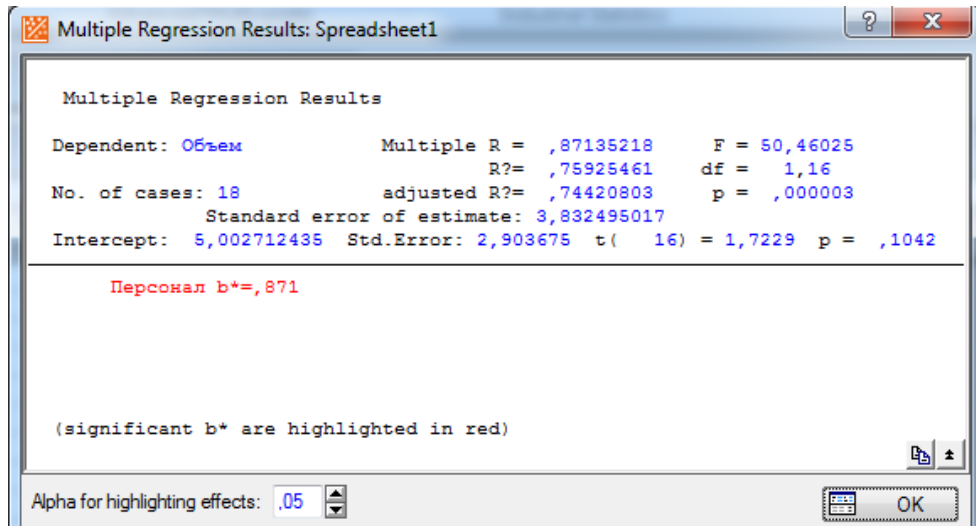 Multiple Regression Results: Spreadsheet1
Multiple Regression Results
Dependent: Объем Multiple R = ,87135218 F = 50,46025
R?= ,75925461 df = 1,16
No. of cases: 18 adjusted R?= ,74420803 p = ,000003
Standard error of estimate: 3,832495017
Intercept: 5,002712435 Std.Error: 2,903675 t( 16) = 1,7229 p = ,1042
Персонал b*=,871
(significant b* are highlighted in red)
Alpha for highlighting effects: ,05 OK